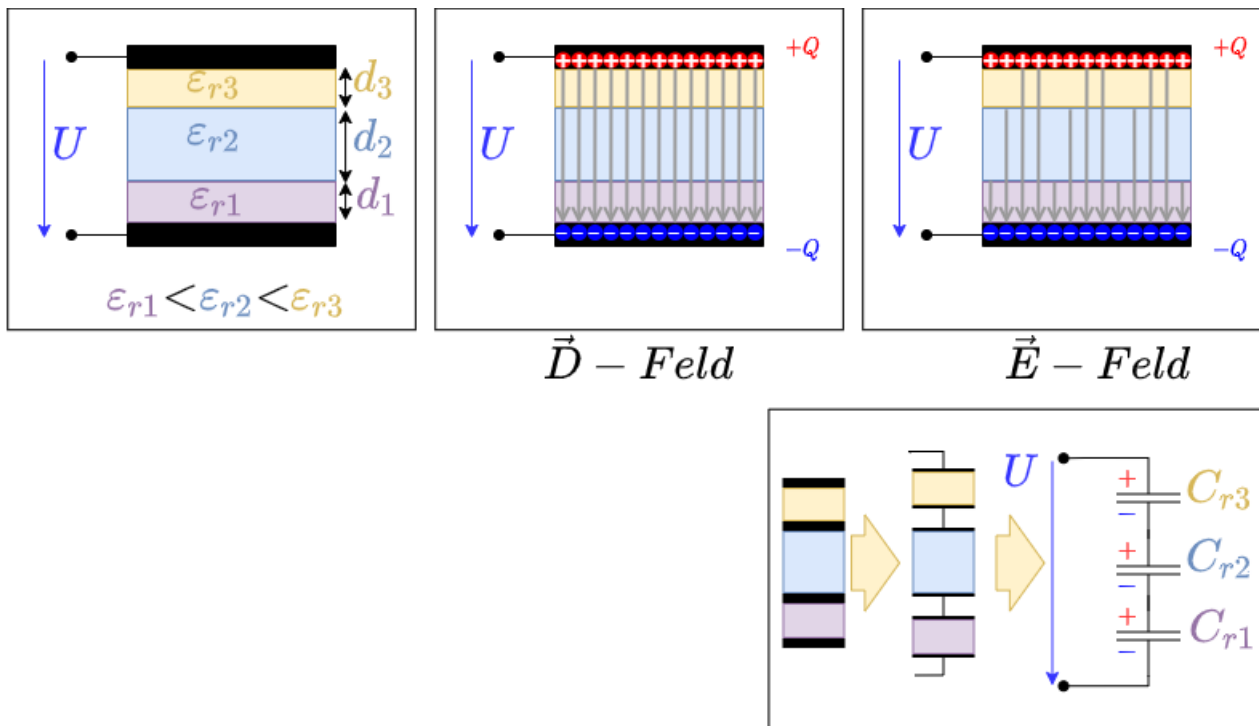 U
εr3
εr2
εr1
d3
d2
d1
εr1<εr2<εr3
U
+Q
−Q
D⃗ − Feld
U
+Q
−Q
E⃗ − Feld
U
+
−
Cr3
+
−
Cr2
+
−
Cr1